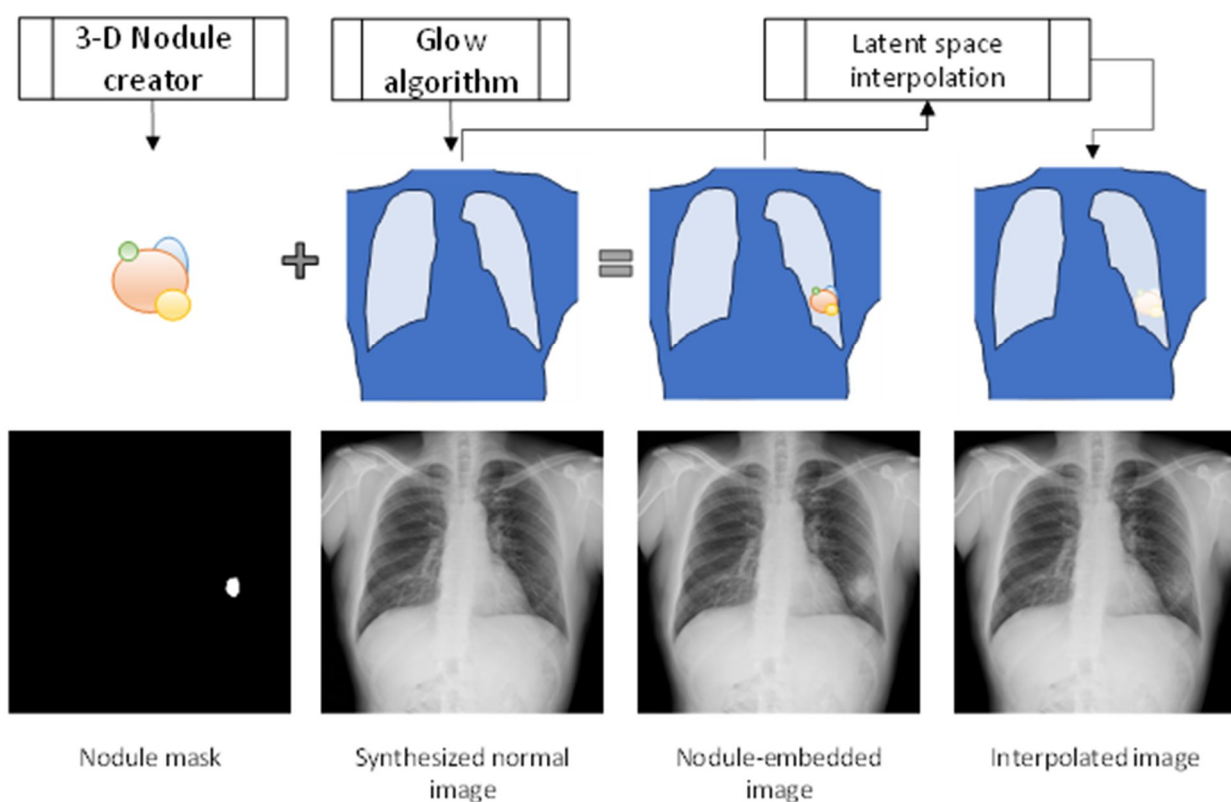 3-D Nodule
creator
Glow
algorithm
Latent space
interpolation
Nodule mask
Synthesized normal
image
Nodule-embedded
image
Interpolated image